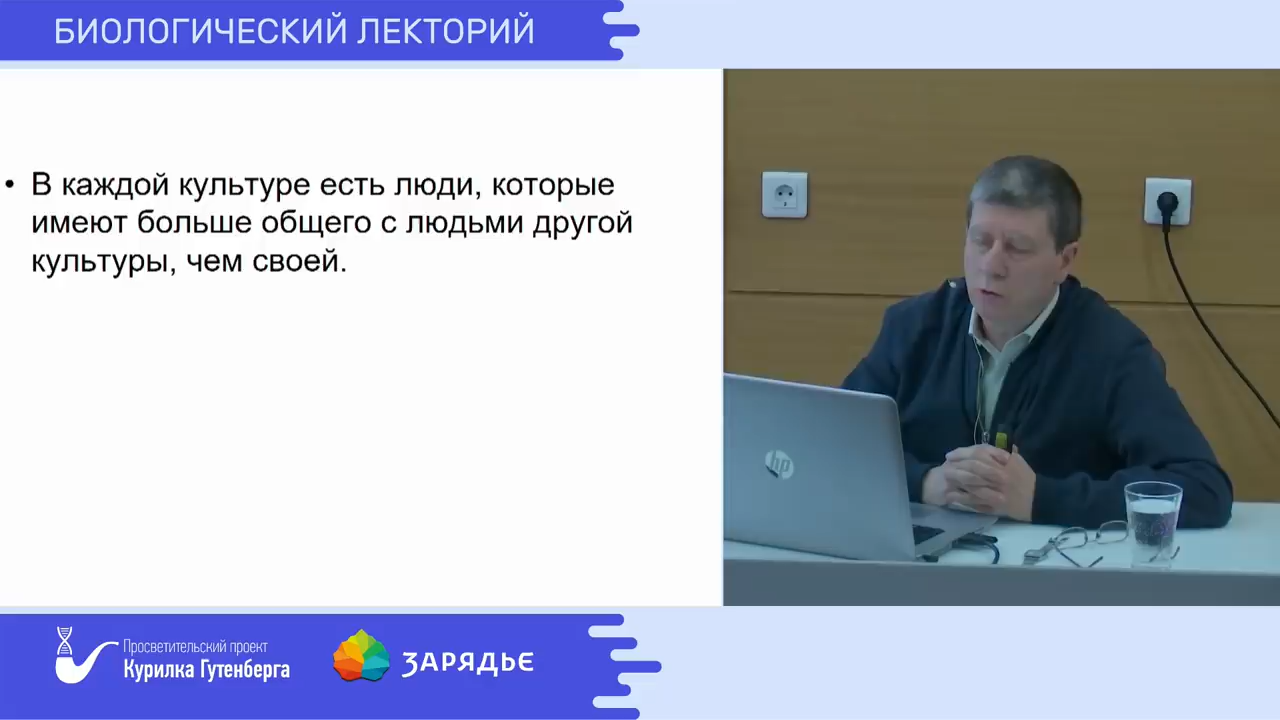 БИОЛОГИЧЕСКИЙ ЛЕКТОРИЙ
• В каждой культуре есть люди, которые
имеют больше общего с людьми другой
культуры, чем своей.
hp
Просветительский проект
Курилка Гутенберга
ЗАРЯДЬЕ